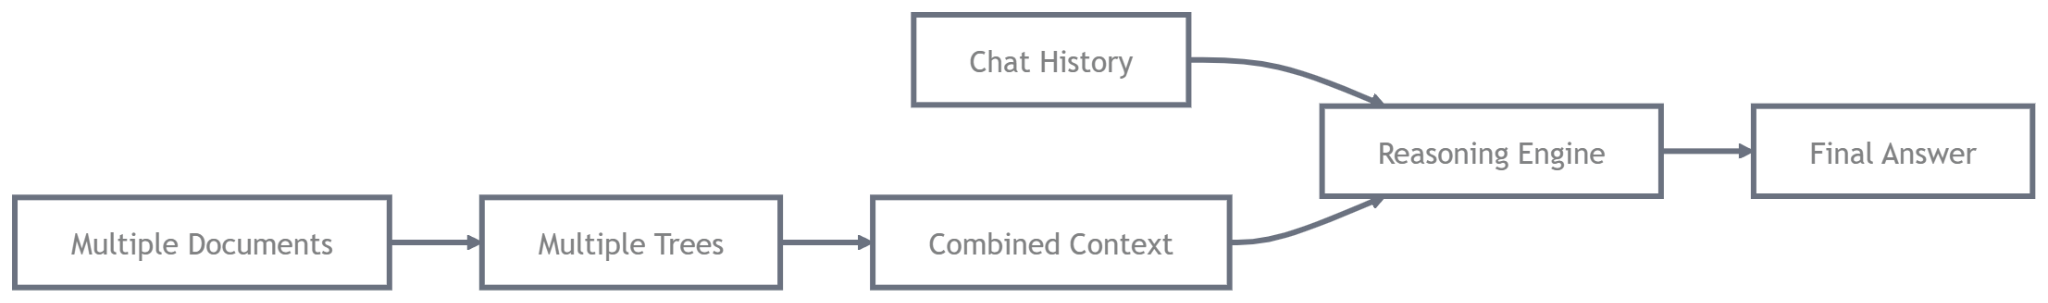 Chat History
Reasoning Engine
Final Answer
Multiple Documents
Multiple Trees
Combined Context